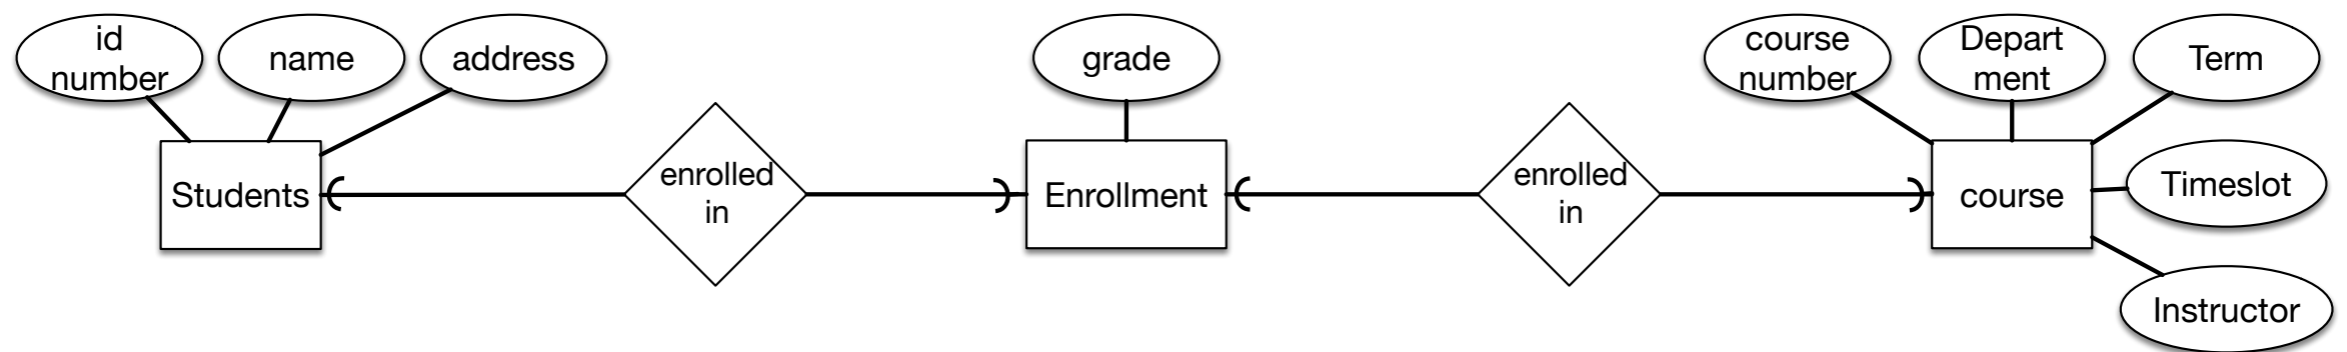 id
number
name
address
grade
course
number
Depart
ment
Term
Students
enrolled
in
Enrollment
enrolled
in
course
Timeslot
Instructor